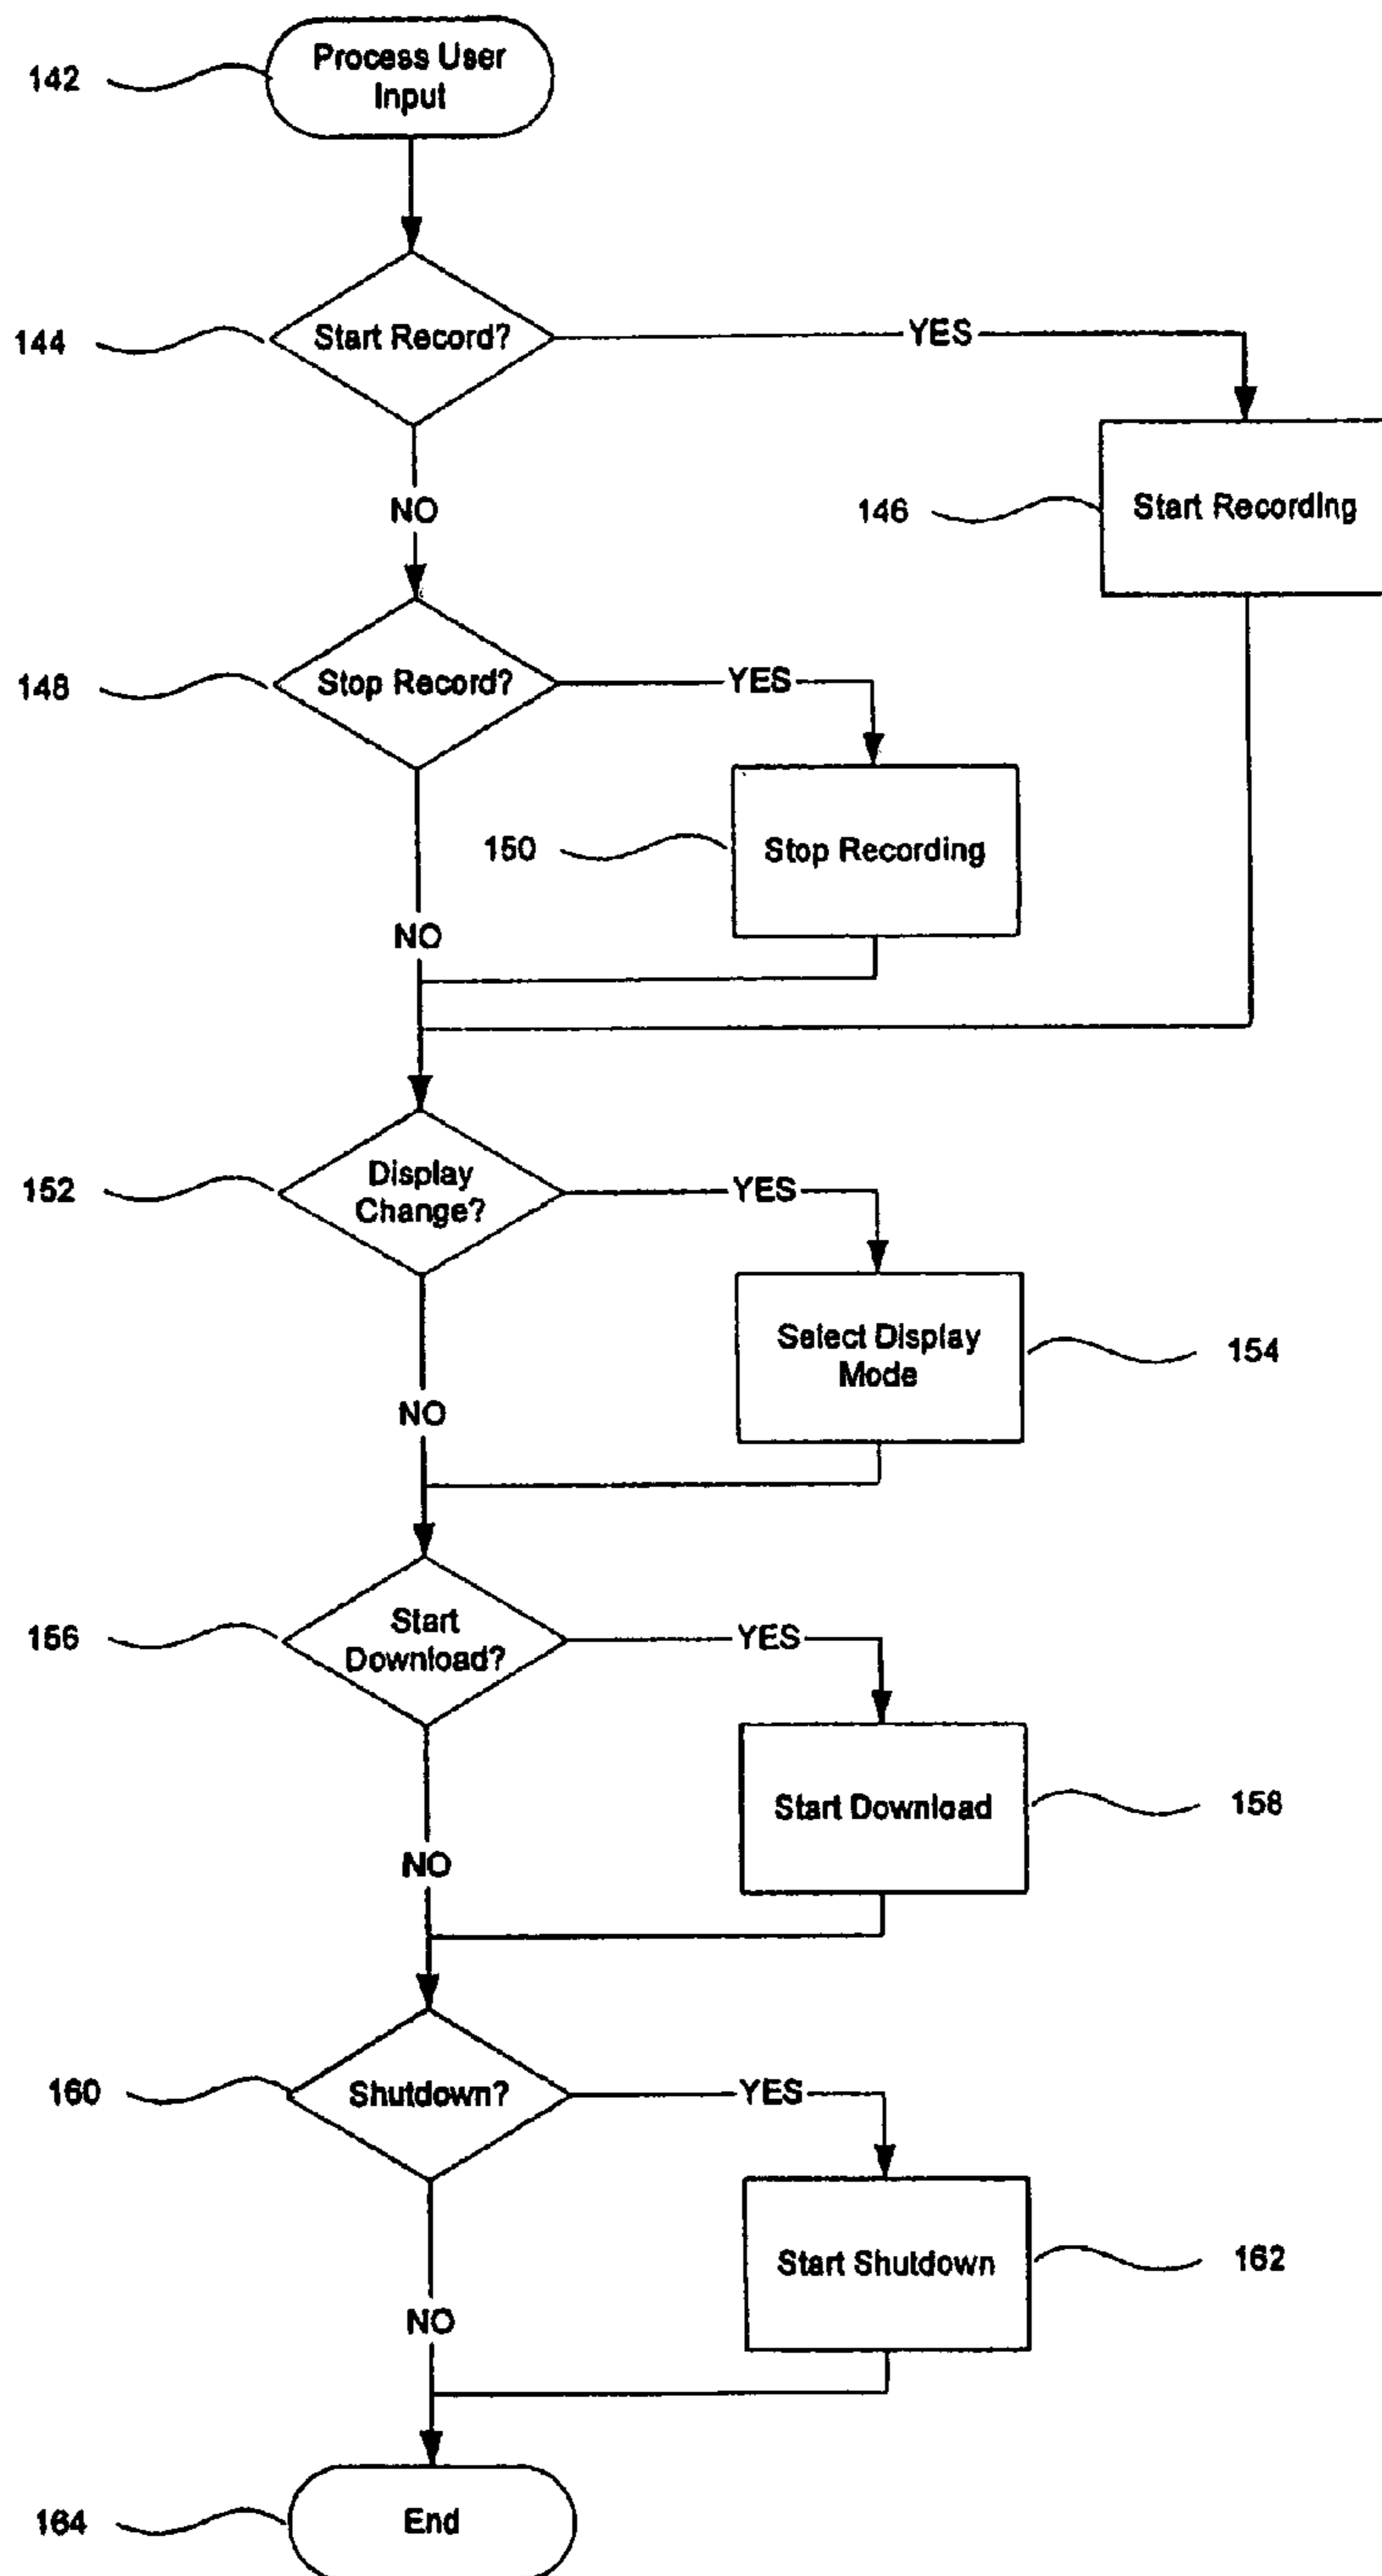 142
Process User
Input
144
Start Record?
YES
NO
146
Start Recording
148
Stop Record?
YES
150
Stop Recording
NO
152
Display
Change?
YES
Select Display
Mode
154
NO
156
Start
Download?
YES
Start Download
158
NO
160
Shutdown?
YES
Start Shutdown
162
NO
164
End